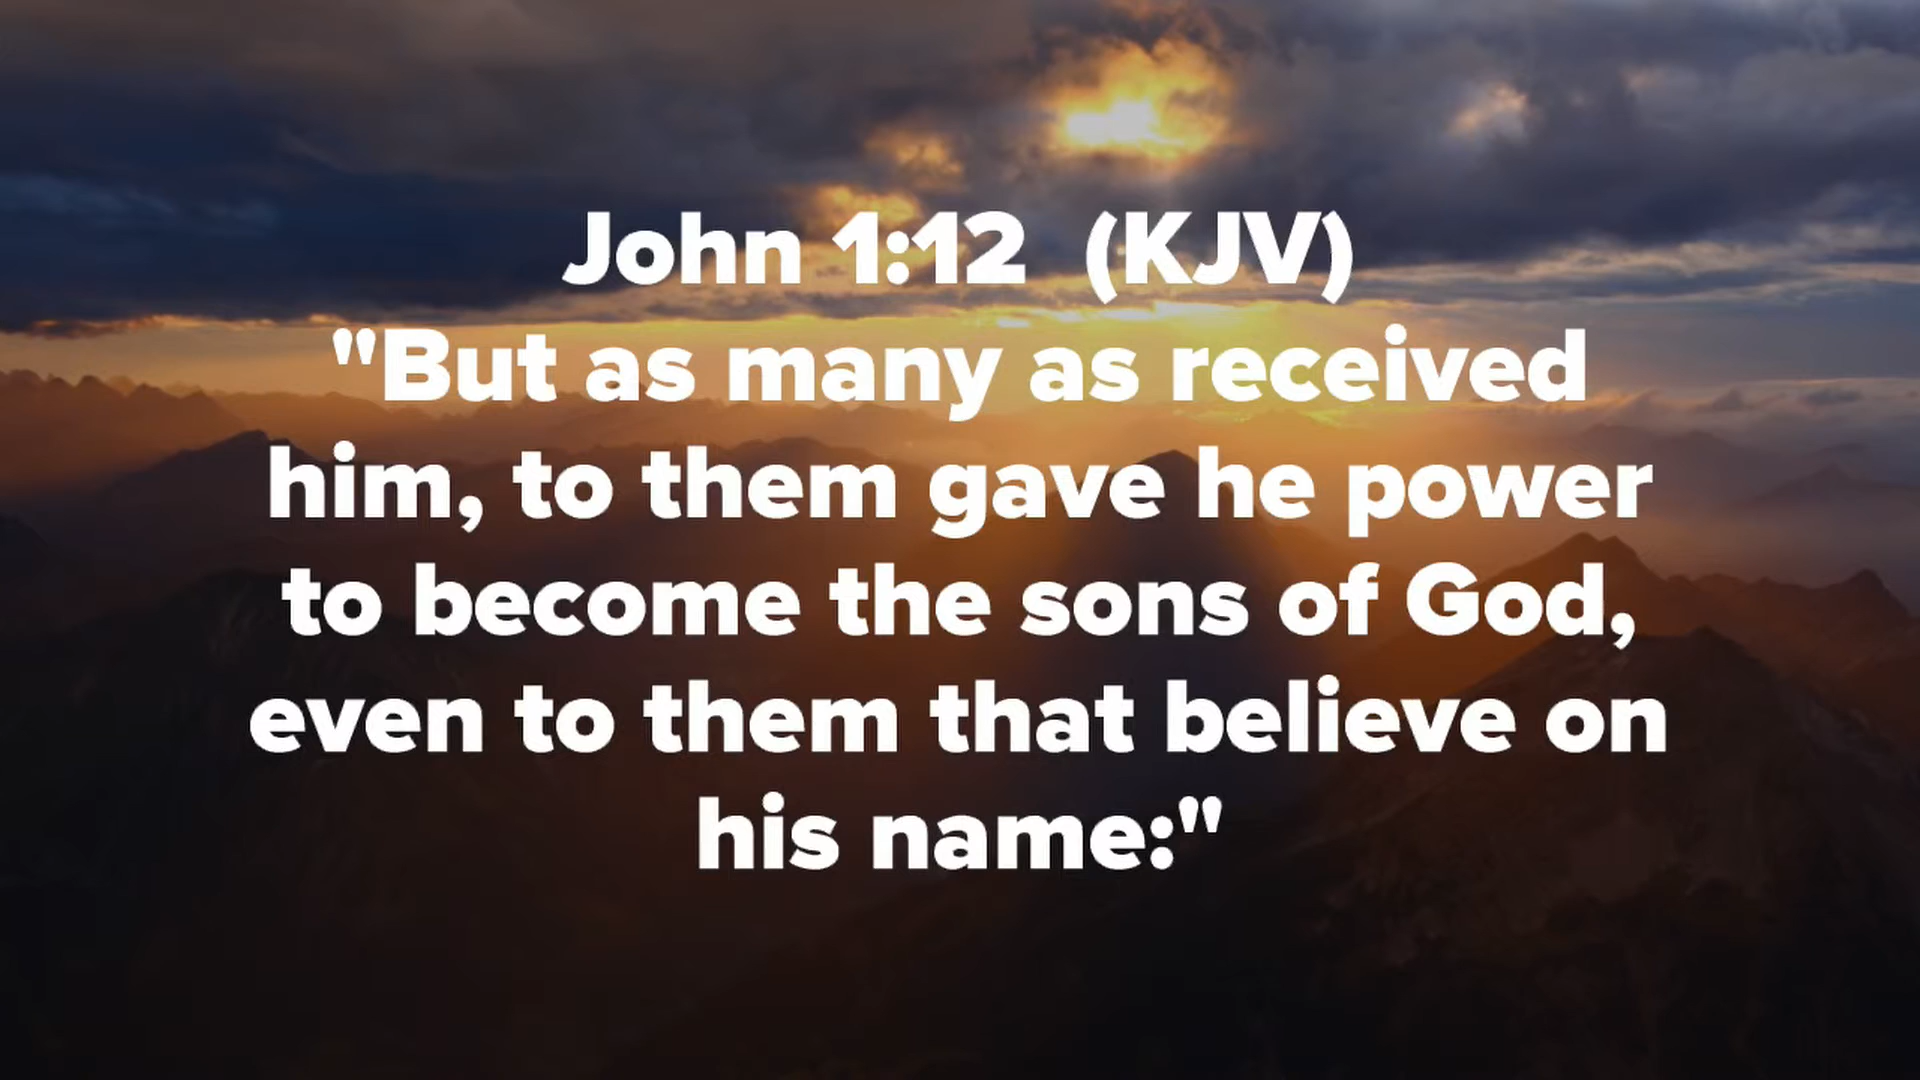 John 1:12  (KJV)
"But as many as received
him, to them gave he power
to become the sons of God,
even to them that believe on
his name:"